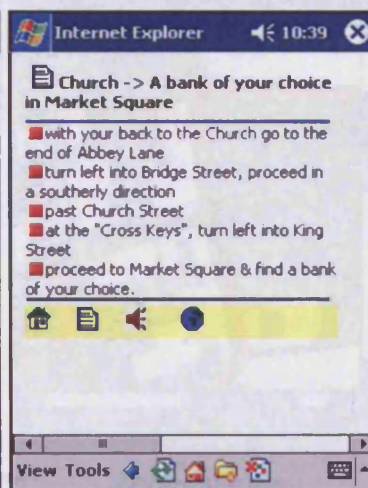 Internet Explorer 10:39
Church -> A bank of your choice
in Market Square
with your back to the Church go to the
end of Abbey Lane
turn left into Bridge Street, proceed in
a southerly direction
past Church Street
at the "Cross Keys", turn left into King
Street
proceed to Market Square & find a bank
of your choice.
View Tools